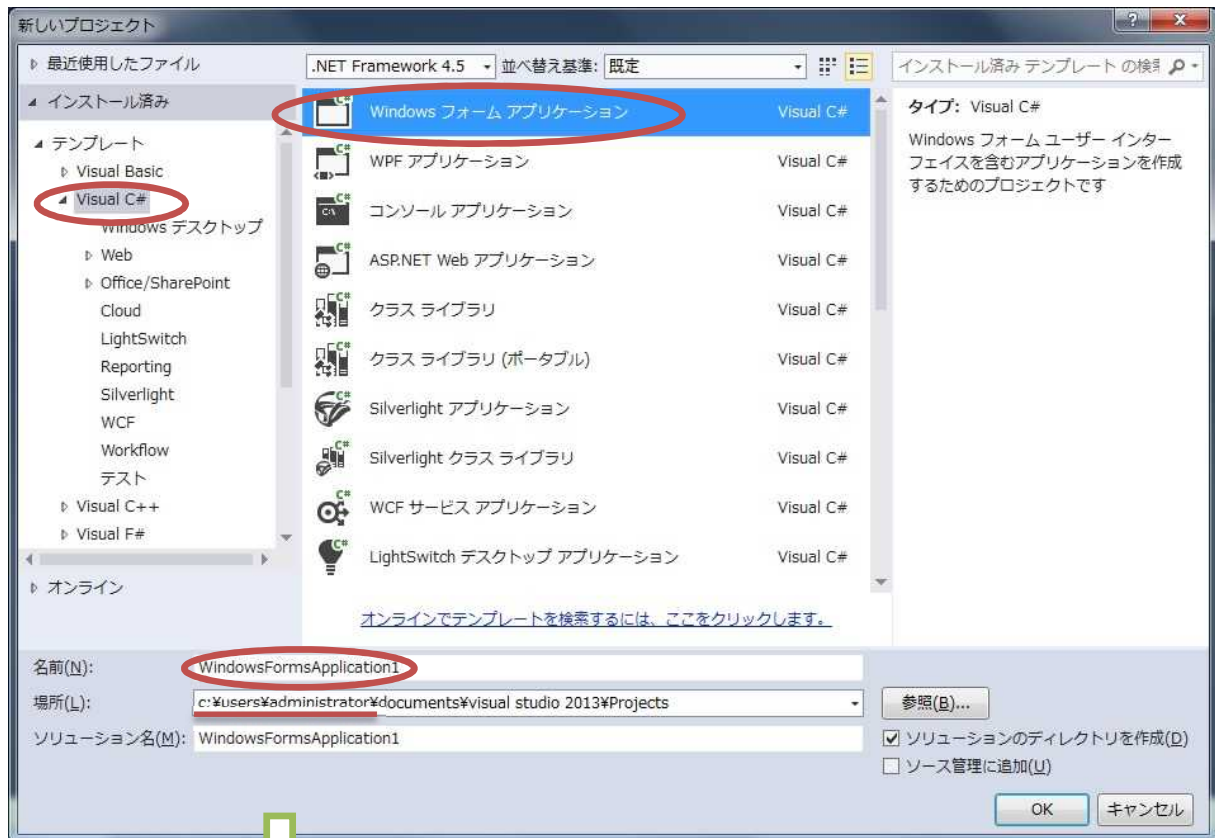 新しいプロジェクト
最近使用したファイル
インストール済み
テンプレート
Visual Basic
Visual C#
Windows デスクトップ
Web
Office/SharePoint
Cloud
LightSwitch
Reporting
Silverlight
WCF
Workflow
テスト
Visual C++
Visual F#
オンライン
.NET Framework 4.5 並べ替え基準: 既定
Windows フォーム アプリケーション Visual C#
WPF アプリケーション Visual C#
コンソール アプリケーション Visual C#
ASP.NET Web アプリケーション Visual C#
クラス ライブラリ Visual C#
クラス ライブラリ (ポータブル) Visual C#
Silverlight アプリケーション Visual C#
Silverlight クラス ライブラリ Visual C#
WCF サービス アプリケーション Visual C#
LightSwitch デスクトップ アプリケーション Visual C#
オンラインでテンプレートを検索するには、ここをクリックします。
インストール済み テンプレート の検
タイプ: Visual C#
Windows フォーム ユーザー インター
フェイスを含むアプリケーションを作成
するためのプロジェクトです
名前(N): WindowsFormsApplication1
場所(L): c:¥users¥administrator¥documents¥visual studio 2013¥Projects
参照(B)...
ソリューション名(M): WindowsFormsApplication1
ソリューションのディレクトリを作成(D)
ソース管理に追加(U)
OK キャンセル